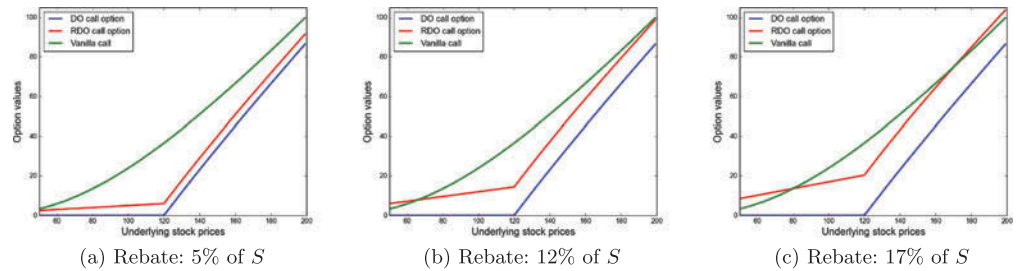 DO call option
RDO call option
Vanilla call
100
80
60
40
20
0
Option values
60 80 100 120 140 160 180 200
Underlying stock prices
(a) Rebate: 5% of S
DO call option
RDO call option
Vanilla call
100
80
60
40
20
0
Option values
60 80 100 120 140 160 180 200
Underlying stock prices
(b) Rebate: 12% of S
DO call option
RDO call option
Vanilla call
100
80
60
40
20
0
Option values
60 80 100 120 140 160 180 200
Underlying stock prices
(c) Rebate: 17% of S